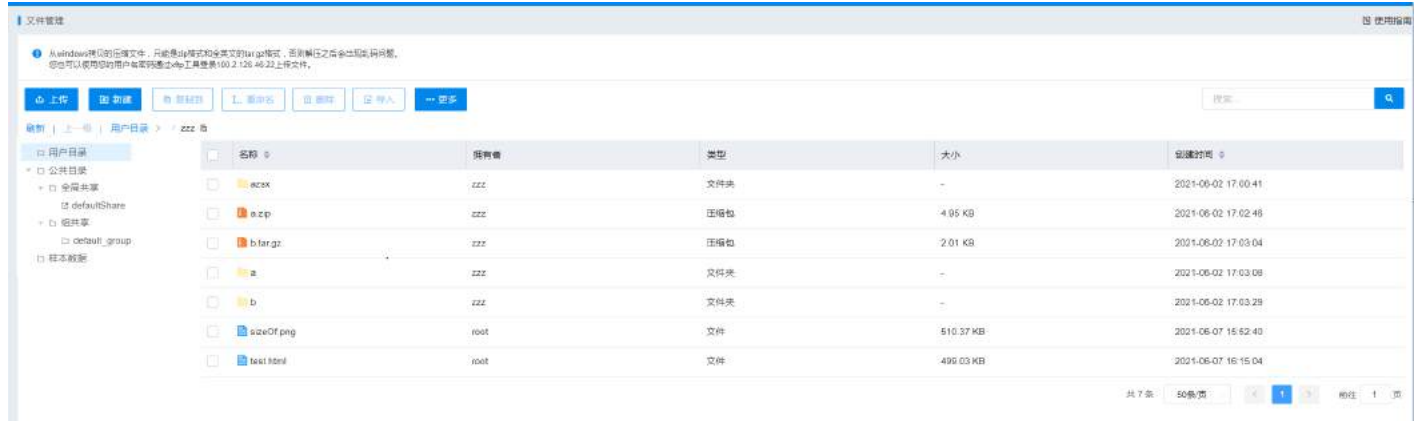 文件管理
使用指南
从windows拷贝的压缩文件，只能是zip格式和全英文的tar.gz格式，否则解压之后会出现乱码问题。
您也可以使用您的用户名密码通过xftp工具登录100.2.126.46:22上传文件。
上传 新建 复制到 重命名 删除 导入 ··· 更多 搜索...
刷新 | 上一级 | 用户目录 > / zzz
用户目录
公共目录
全局共享
defaultShare
组共享
default_group
样本数据
名称 拥有者 类型 大小 创建时间
zzz 文件夹 - 2021-06-02 17:00:41
a.zip zzz 压缩包 4.95 KB 2021-06-02 17:02:46
b.tar.gz zzz 压缩包 2.01 KB 2021-06-02 17:03:04
a zzz 文件夹 - 2021-06-02 17:03:08
b zzz 文件夹 - 2021-06-02 17:03:29
sizeOf.png root 文件 510.37 KB 2021-06-07 15:52:40
test.html root 文件 499.03 KB 2021-06-07 16:15:04
共 7 条 50条/页 < 1 > 前往 1 页